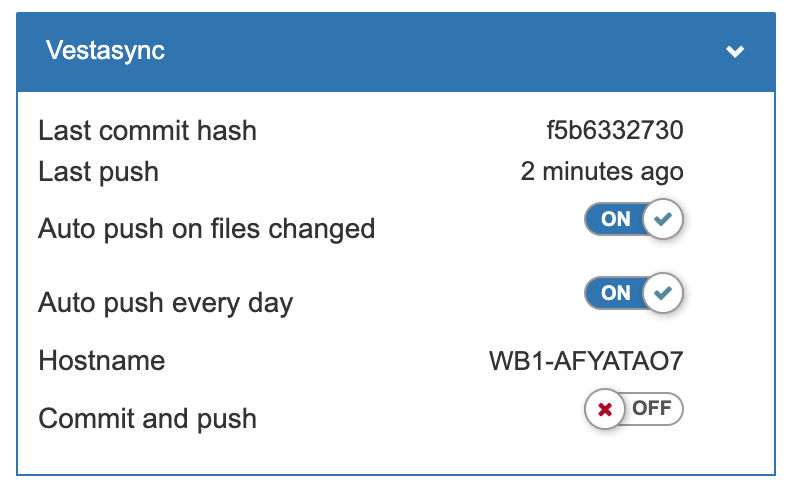 Vestasync
Last commit hash f5b6332730
Last push 2 minutes ago
Auto push on files changed ON
Auto push every day ON
Hostname WB1-AFYATAO7
Commit and push OFF